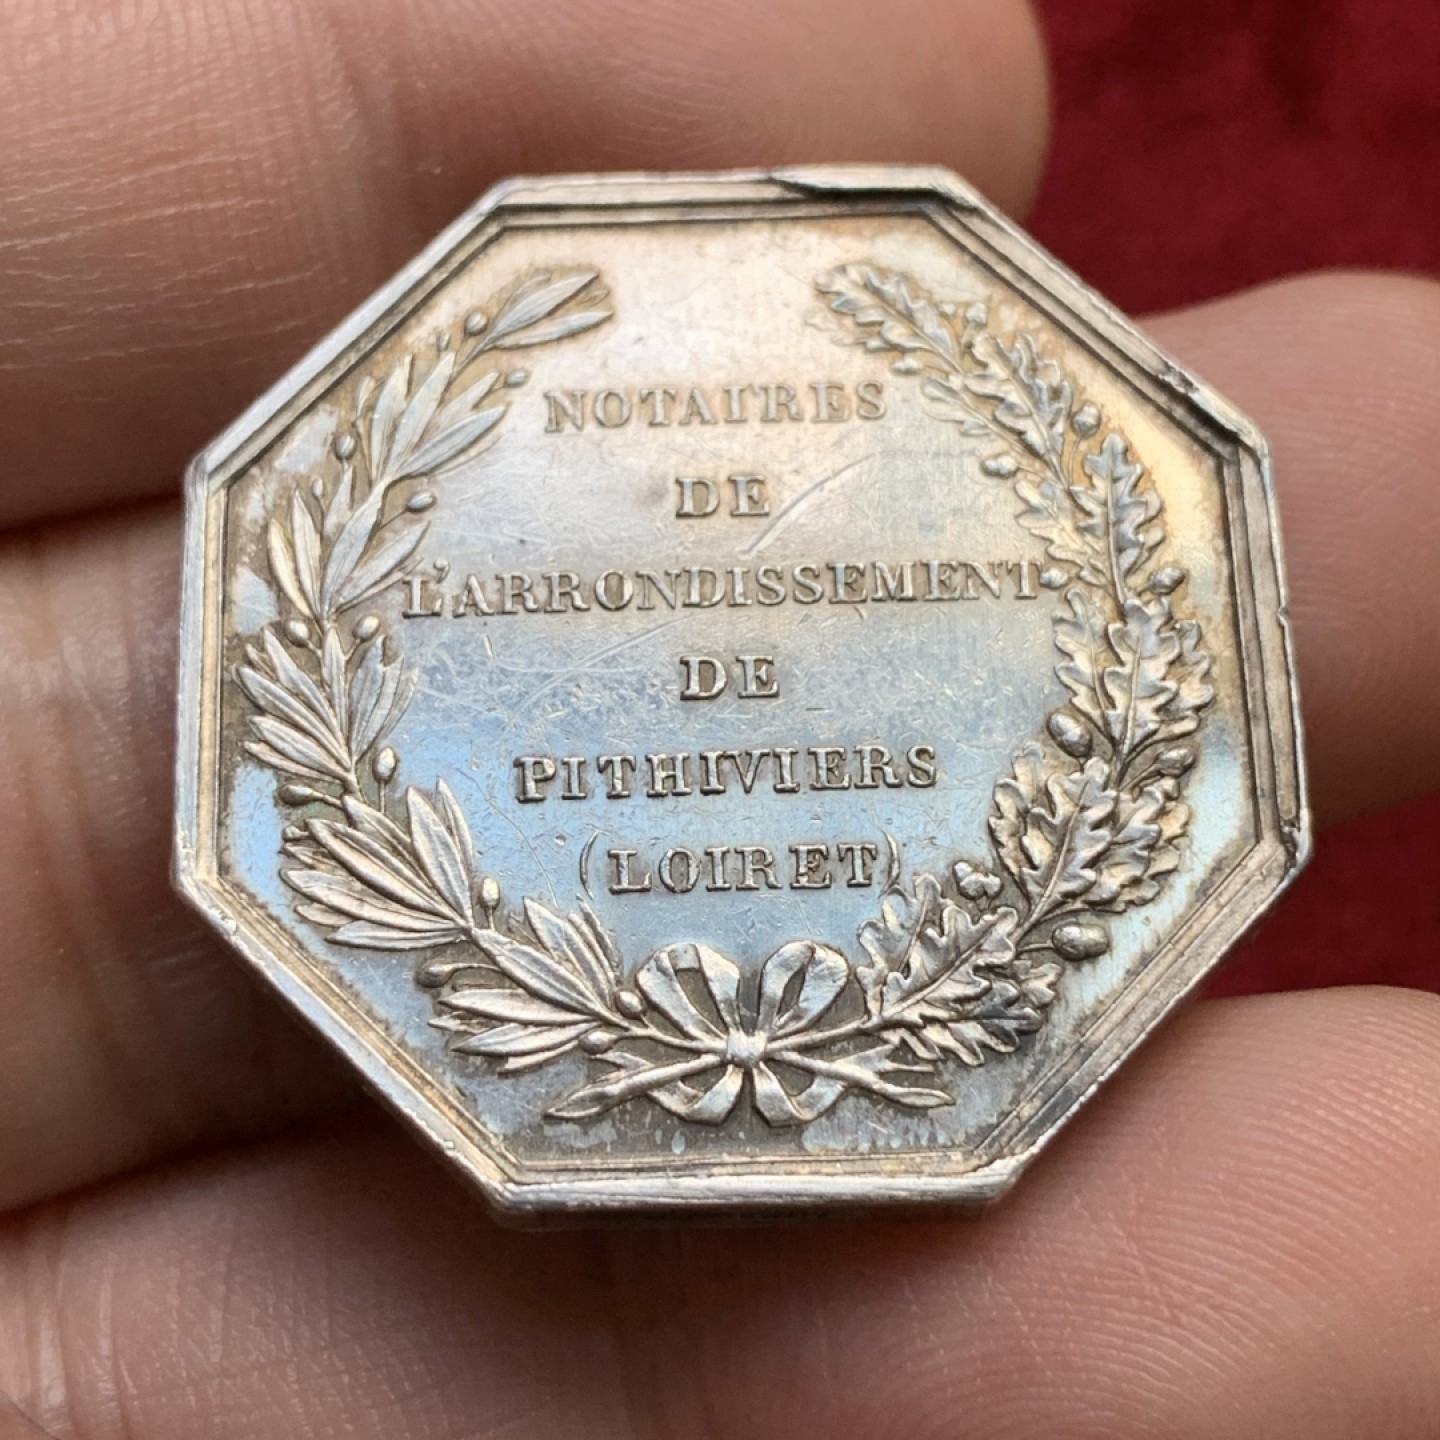 NOTAIRES
DE
L'ARRONDISSEMENT
DE
PITHIVIERS
(LOIRET)